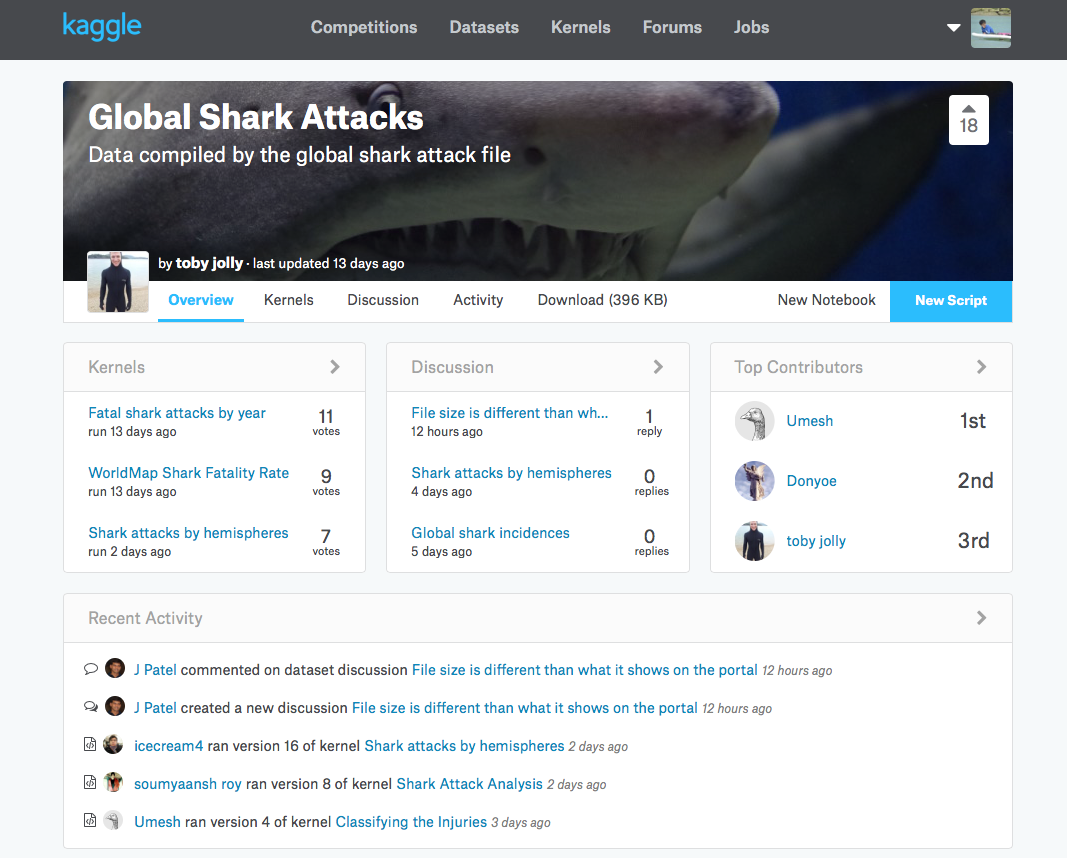 kaggle
Competitions Datasets Kernels Forums Jobs
Global Shark Attacks
18
Data compiled by the global shark attack file
by toby jolly · last updated 13 days ago
Overview Kernels Discussion Activity Download (396 KB) New Notebook New Script
Kernels
Fatal shark attacks by year 11
run 13 days ago votes
WorldMap Shark Fatality Rate 9
run 13 days ago votes
Shark attacks by hemispheres 7
run 2 days ago votes
Discussion
File size is different than wh... 1
12 hours ago reply
Shark attacks by hemispheres 0
4 days ago replies
Global shark incidences 0
5 days ago replies
Top Contributors
Umesh 1st
Donyoe 2nd
toby jolly 3rd
Recent Activity
J Patel commented on dataset discussion File size is different than what it shows on the portal 12 hours ago
J Patel created a new discussion File size is different than what it shows on the portal 12 hours ago
icecream4 ran version 16 of kernel Shark attacks by hemispheres 2 days ago
soumyaansh roy ran version 8 of kernel Shark Attack Analysis 2 days ago
Umesh ran version 4 of kernel Classifying the Injuries 3 days ago